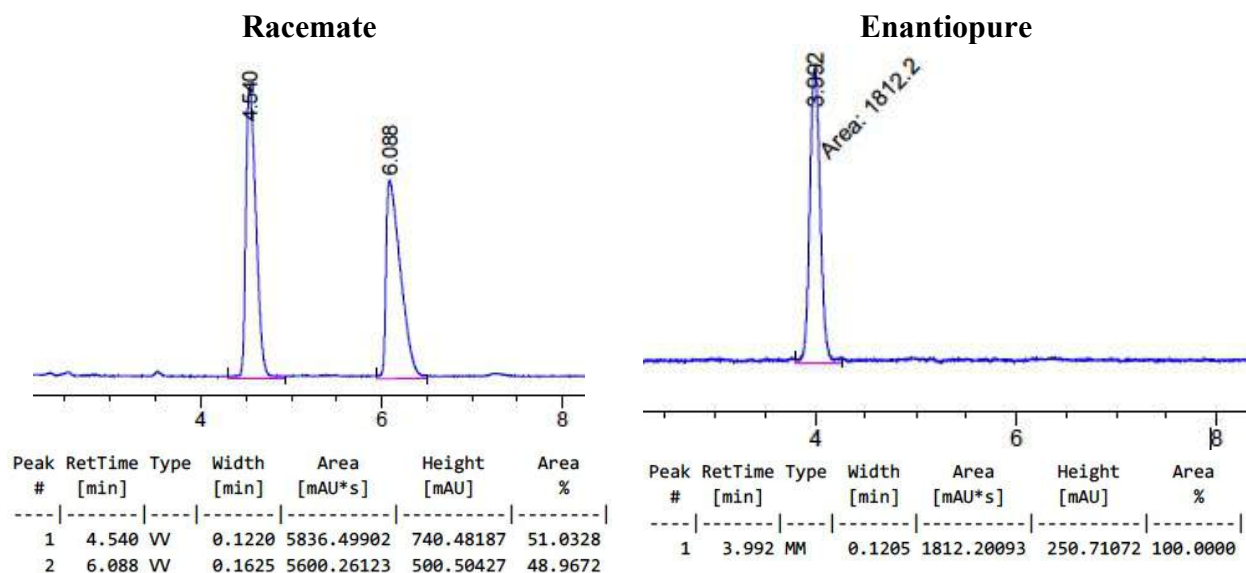 Racemate
4.540
6.088
4 6 8
Peak RetTime Type Width Area Height Area
# [min] [min] [mAU*s] [mAU] %
----|-------|----|-------|----------|----------|--------|
1 4.540 VV 0.1220 5836.49902 740.48187 51.0328
2 6.088 VV 0.1625 5600.26123 500.50427 48.9672
Enantiopure
3.992
Area: 1812.2
4 6 8
Peak RetTime Type Width Area Height Area
# [min] [min] [mAU*s] [mAU] %
----|-------|----|-------|----------|----------|--------|
1 3.992 MM 0.1205 1812.20093 250.71072 100.0000